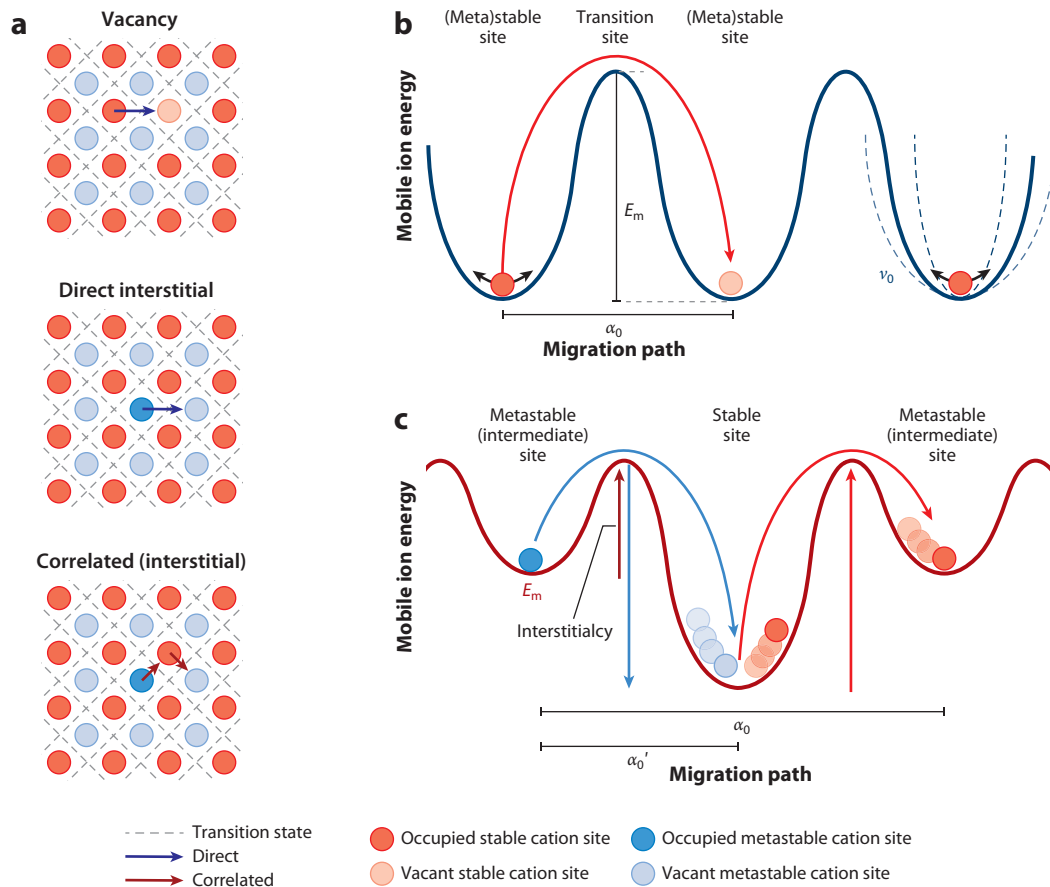 a
Vacancy
Direct interstitial
Correlated (interstitial)
b
(Meta)stable
site
Transition
site
(Meta)stable
site
Mobile ion energy
Eₘ
ν₀
α₀
Migration path
c
Metastable
(intermediate)
site
Stable
site
Metastable
(intermediate)
site
Mobile ion energy
Eₘ
Interstitialcy
α₀
α₀′
Migration path
Transition state
Direct
Correlated
Occupied stable cation site
Vacant stable cation site
Occupied metastable cation site
Vacant metastable cation site